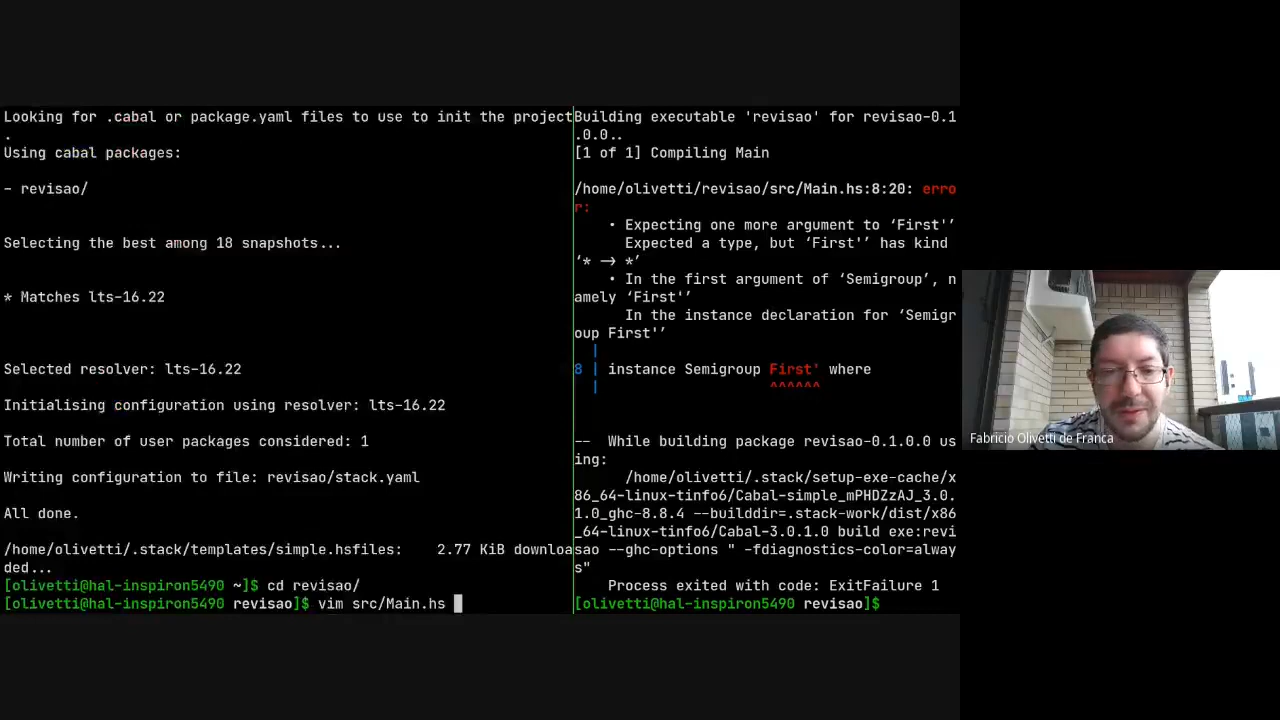 Looking for .cabal or package.yaml files to use to init the project
.
Using cabal packages:
- revisao/
Selecting the best among 18 snapshots...
* Matches lts-16.22
Selected resolver: lts-16.22
Initialising configuration using resolver: lts-16.22
Total number of user packages considered: 1
Writing configuration to file: revisao/stack.yaml
All done.
/home/olivetti/.stack/templates/simple.hsfiles:    2.77 KiB downloa
ded...
[olivetti@hal-inspiron5490 ~]$ cd revisao/
[olivetti@hal-inspiron5490 revisao]$ vim src/Main.hs
Building executable 'revisao' for revisao-0.1
.0.0..
[1 of 1] Compiling Main
/home/olivetti/revisao/src/Main.hs:8:20: erro
r:
• Expecting one more argument to ‘First'’
Expected a type, but ‘First'’ has kind
‘* -> *’
• In the first argument of ‘Semigroup’, n
amely ‘First'’
In the instance declaration for ‘Semigr
oup First'’
|
8 | instance Semigroup First' where
| ^^^^^^
-- While building package revisao-0.1.0.0 us
ing:
/home/olivetti/.stack/setup-exe-cache/x
86_64-linux-tinfo6/Cabal-simple_mPHDZzAJ_3.0.
1.0_ghc-8.8.4 --builddir=.stack-work/dist/x86
_64-linux-tinfo6/Cabal-3.0.1.0 build exe:revi
sao --ghc-options " -fdiagnostics-color=alway
s"
Process exited with code: ExitFailure 1
[olivetti@hal-inspiron5490 revisao]$
Fabricio Olivetti de Franca